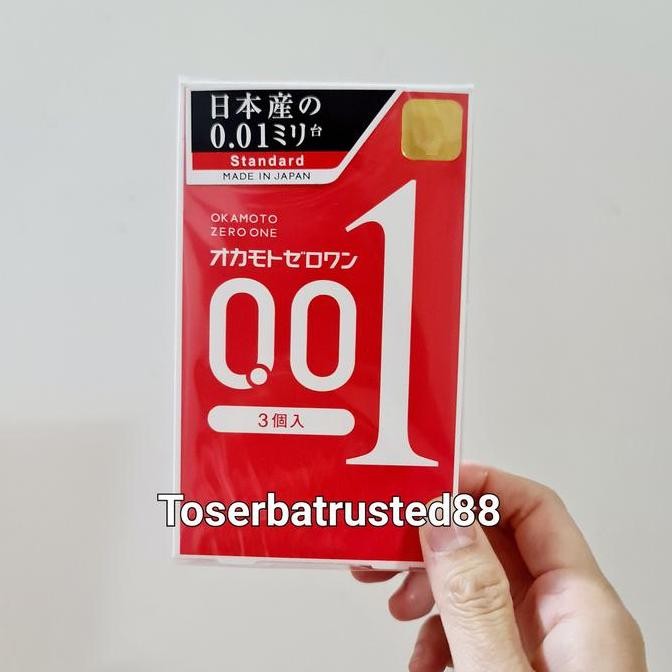 日本産の
0.01ミリ台
Standard
MADE IN JAPAN
OKAMOTO
ZERO ONE
オカモトゼロワン
0.01
3個入
Toserbatrusted88